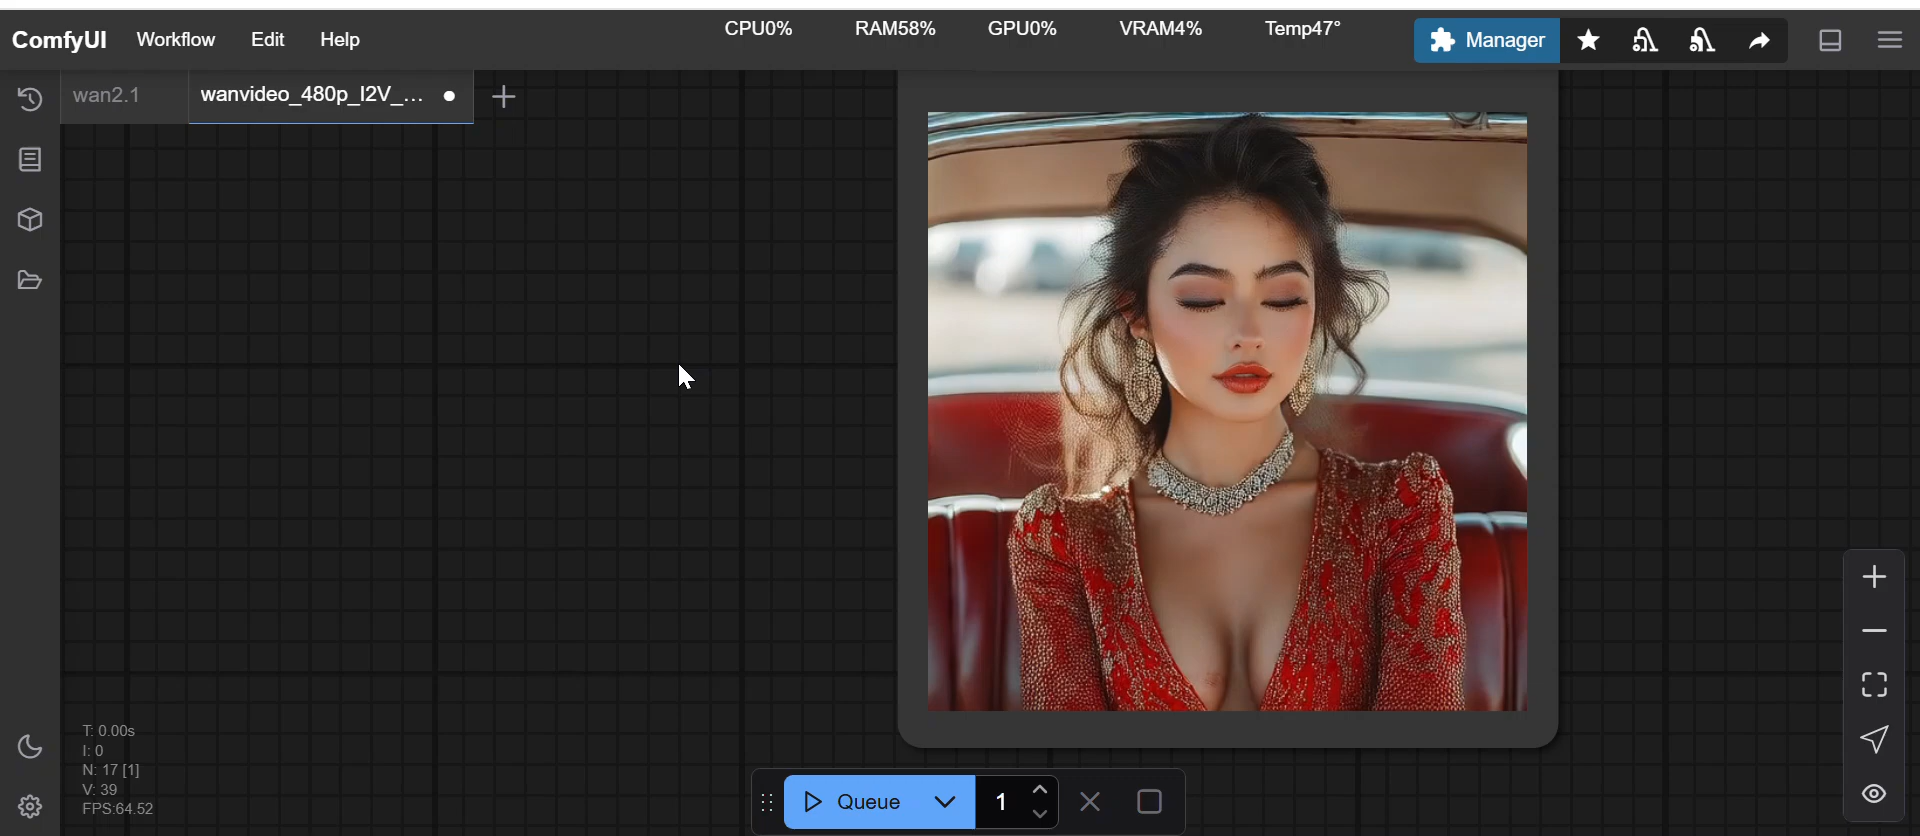 ComfyUI Workflow Edit Help CPU0% RAM58% GPU0% VRAM4% Temp47° Manager
wan2.1 wanvideo_480p_I2V_...
T: 0.00s
I: 0
N: 17 [1]
V: 39
FPS:64.52
Queue 1